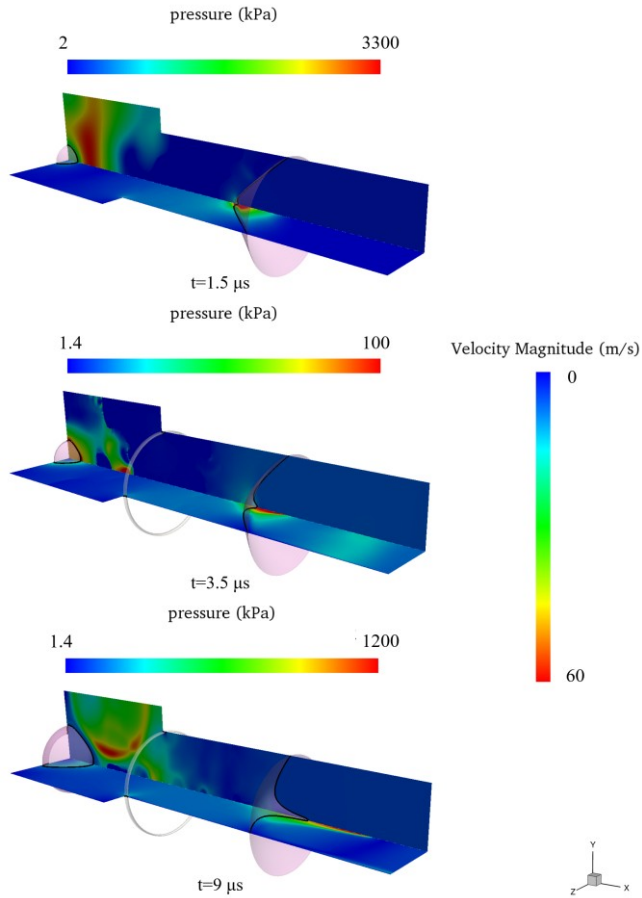 pressure (kPa)
2 3300
t=1.5 μs
pressure (kPa)
1.4 100
t=3.5 μs
pressure (kPa)
1.4 1200
t=9 μs
Velocity Magnitude (m/s)
0
60
Y
X
Z